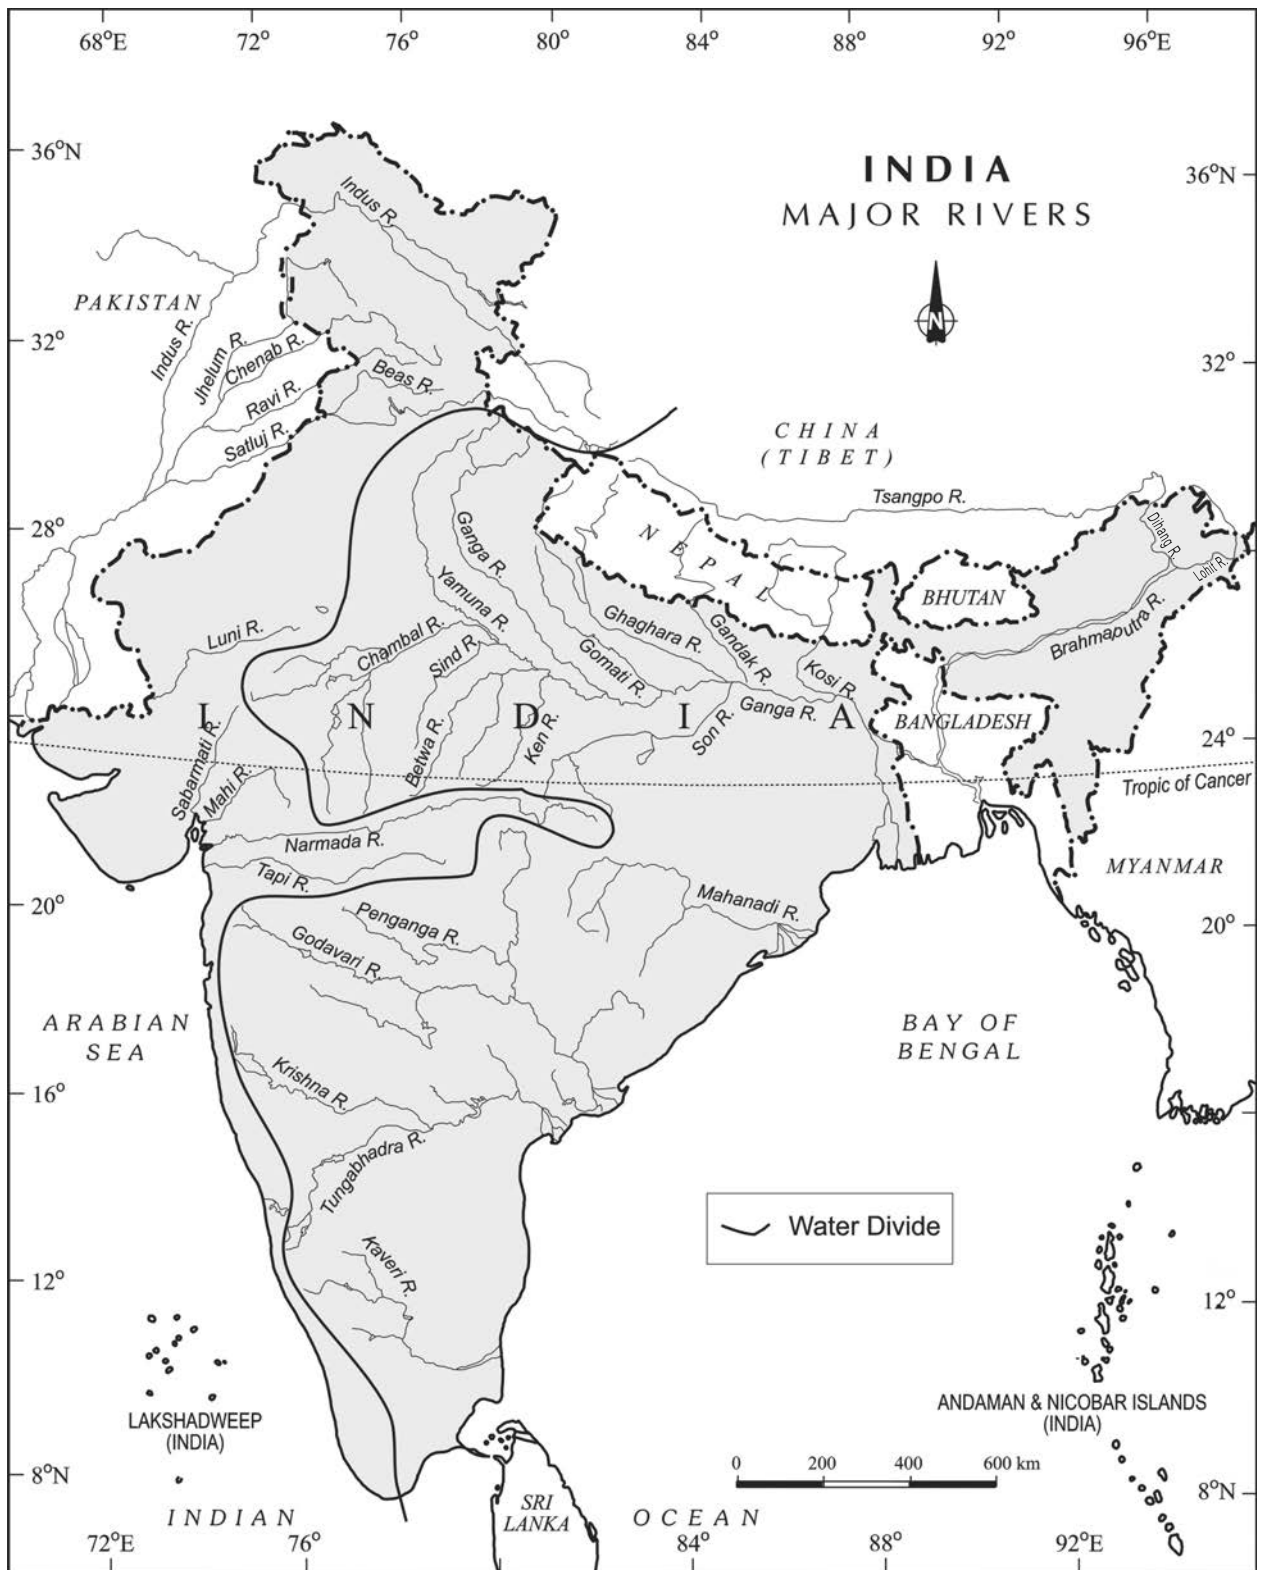 68°E 72° 76° 80° 84° 88° 92° 96°E
36°N
INDIA
MAJOR RIVERS
36°N
N
Indus R.
PAKISTAN
Indus R.
Jhelum R.
Chenab R.
Ravi R.
Satluj R.
Beas R.
32°
32°
CHINA
(TIBET)
Tsangpo R.
28°
28°
Dihang R.
Lohit R.
NEPAL
BHUTAN
Brahmaputra R.
Ganga R.
Yamuna R.
Ghaghara R.
Gandak R.
Gomati R.
Kosi R.
Luni R.
Chambal R.
Sind R.
Ganga R.
Son R.
INDIA
BANGLADESH
Betwa R.
Ken R.
Sabarmati R.
Mahi R.
24°
Tropic of Cancer
Narmada R.
Tapi R.
MYANMAR
Mahanadi R.
20°
20°
Penganga R.
Godavari R.
ARABIAN
SEA
BAY OF
BENGAL
Krishna R.
16°
Tungabhadra R.
Water Divide
Kaveri R.
12°
12°
LAKSHADWEEP
(INDIA)
ANDAMAN & NICOBAR ISLANDS
(INDIA)
0 200 400 600 km
8°N
8°N
SRI
LANKA
INDIAN OCEAN
72°E 76° 84° 88° 92°E